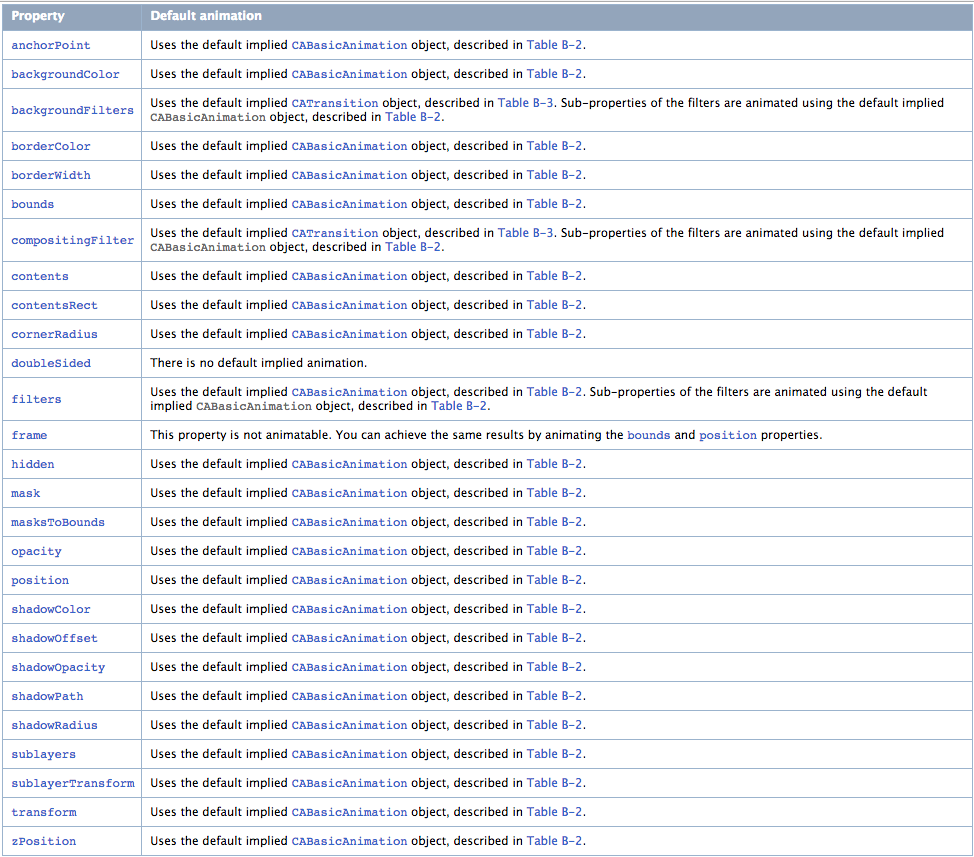 Property Default animation
anchorPoint Uses the default implied CABasicAnimation object, described in Table B-2.
backgroundColor Uses the default implied CABasicAnimation object, described in Table B-2.
backgroundFilters Uses the default implied CATransition object, described in Table B-3. Sub-properties of the filters are animated using the default implied
CABasicAnimation object, described in Table B-2.
borderColor Uses the default implied CABasicAnimation object, described in Table B-2.
borderWidth Uses the default implied CABasicAnimation object, described in Table B-2.
bounds Uses the default implied CABasicAnimation object, described in Table B-2.
compositingFilter Uses the default implied CATransition object, described in Table B-3. Sub-properties of the filters are animated using the default implied
CABasicAnimation object, described in Table B-2.
contents Uses the default implied CABasicAnimation object, described in Table B-2.
contentsRect Uses the default implied CABasicAnimation object, described in Table B-2.
cornerRadius Uses the default implied CABasicAnimation object, described in Table B-2.
doubleSided There is no default implied animation.
filters Uses the default implied CABasicAnimation object, described in Table B-2. Sub-properties of the filters are animated using the default
implied CABasicAnimation object, described in Table B-2.
frame This property is not animatable. You can achieve the same results by animating the bounds and position properties.
hidden Uses the default implied CABasicAnimation object, described in Table B-2.
mask Uses the default implied CABasicAnimation object, described in Table B-2.
masksToBounds Uses the default implied CABasicAnimation object, described in Table B-2.
opacity Uses the default implied CABasicAnimation object, described in Table B-2.
position Uses the default implied CABasicAnimation object, described in Table B-2.
shadowColor Uses the default implied CABasicAnimation object, described in Table B-2.
shadowOffset Uses the default implied CABasicAnimation object, described in Table B-2.
shadowOpacity Uses the default implied CABasicAnimation object, described in Table B-2.
shadowPath Uses the default implied CABasicAnimation object, described in Table B-2.
shadowRadius Uses the default implied CABasicAnimation object, described in Table B-2.
sublayers Uses the default implied CABasicAnimation object, described in Table B-2.
sublayerTransform Uses the default implied CABasicAnimation object, described in Table B-2.
transform Uses the default implied CABasicAnimation object, described in Table B-2.
zPosition Uses the default implied CABasicAnimation object, described in Table B-2.